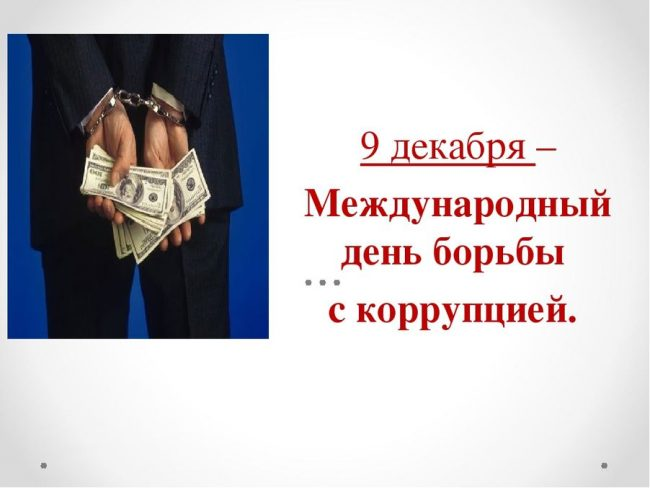 9 декабря –
Международный
день борьбы
с коррупцией.